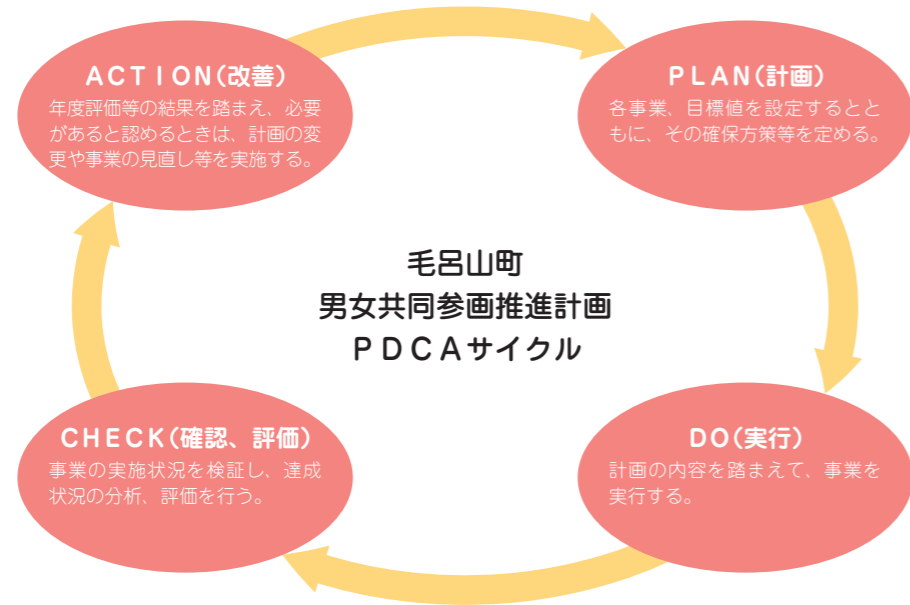 ACTION(改善)
年度評価等の結果を踏まえ、必要
があると認めるときは、計画の変
更や事業の見直し等を実施する。
PLAN(計画)
各事業、目標値を設定するとと
もに、その確保方策等を定める。
毛呂山町
男女共同参画推進計画
PDCAサイクル
CHECK(確認、評価)
事業の実施状況を検証し、達成
状況の分析、評価を行う。
DO(実行)
計画の内容を踏まえて、事業を
実行する。